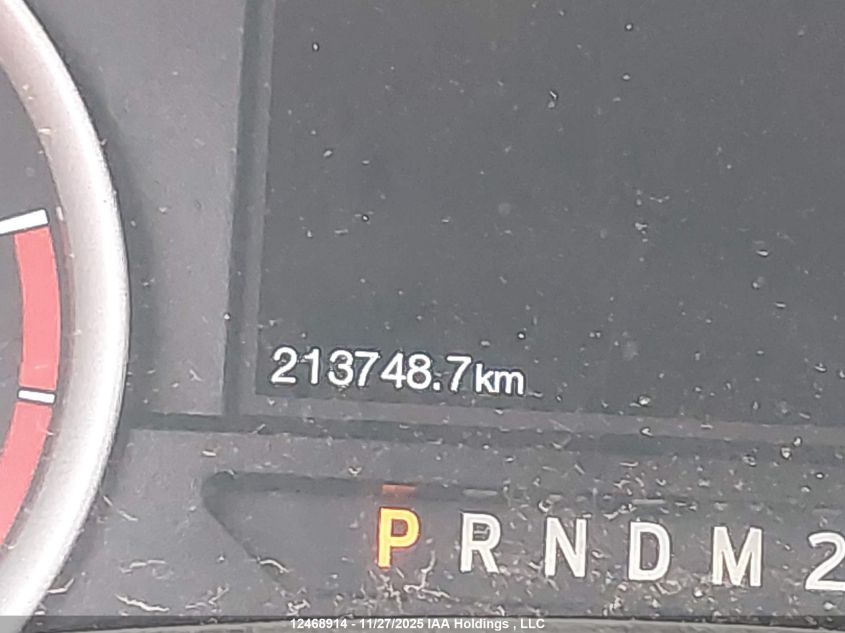 213748.7km
P R N D M 2
12468914 - 11/27/2025 IAA Holdings , LLC